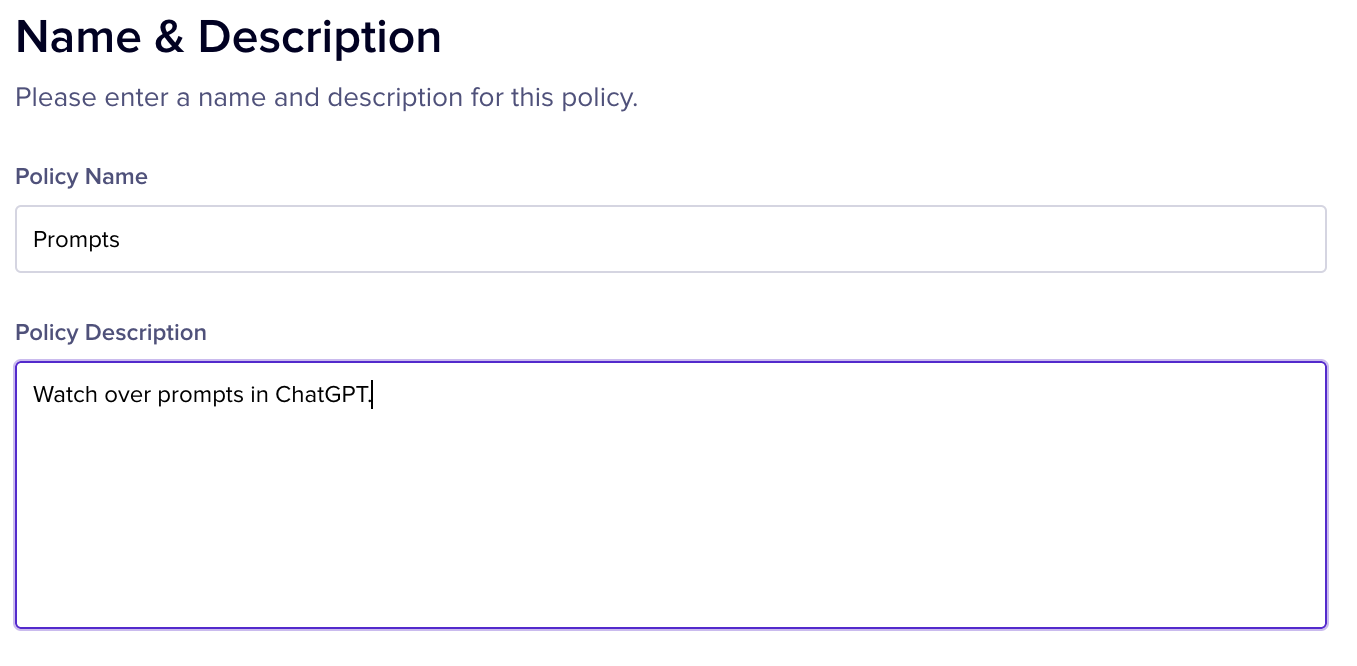 Name & Description
Please enter a name and description for this policy.
Policy Name
Prompts
Policy Description
Watch over prompts in ChatGPT.